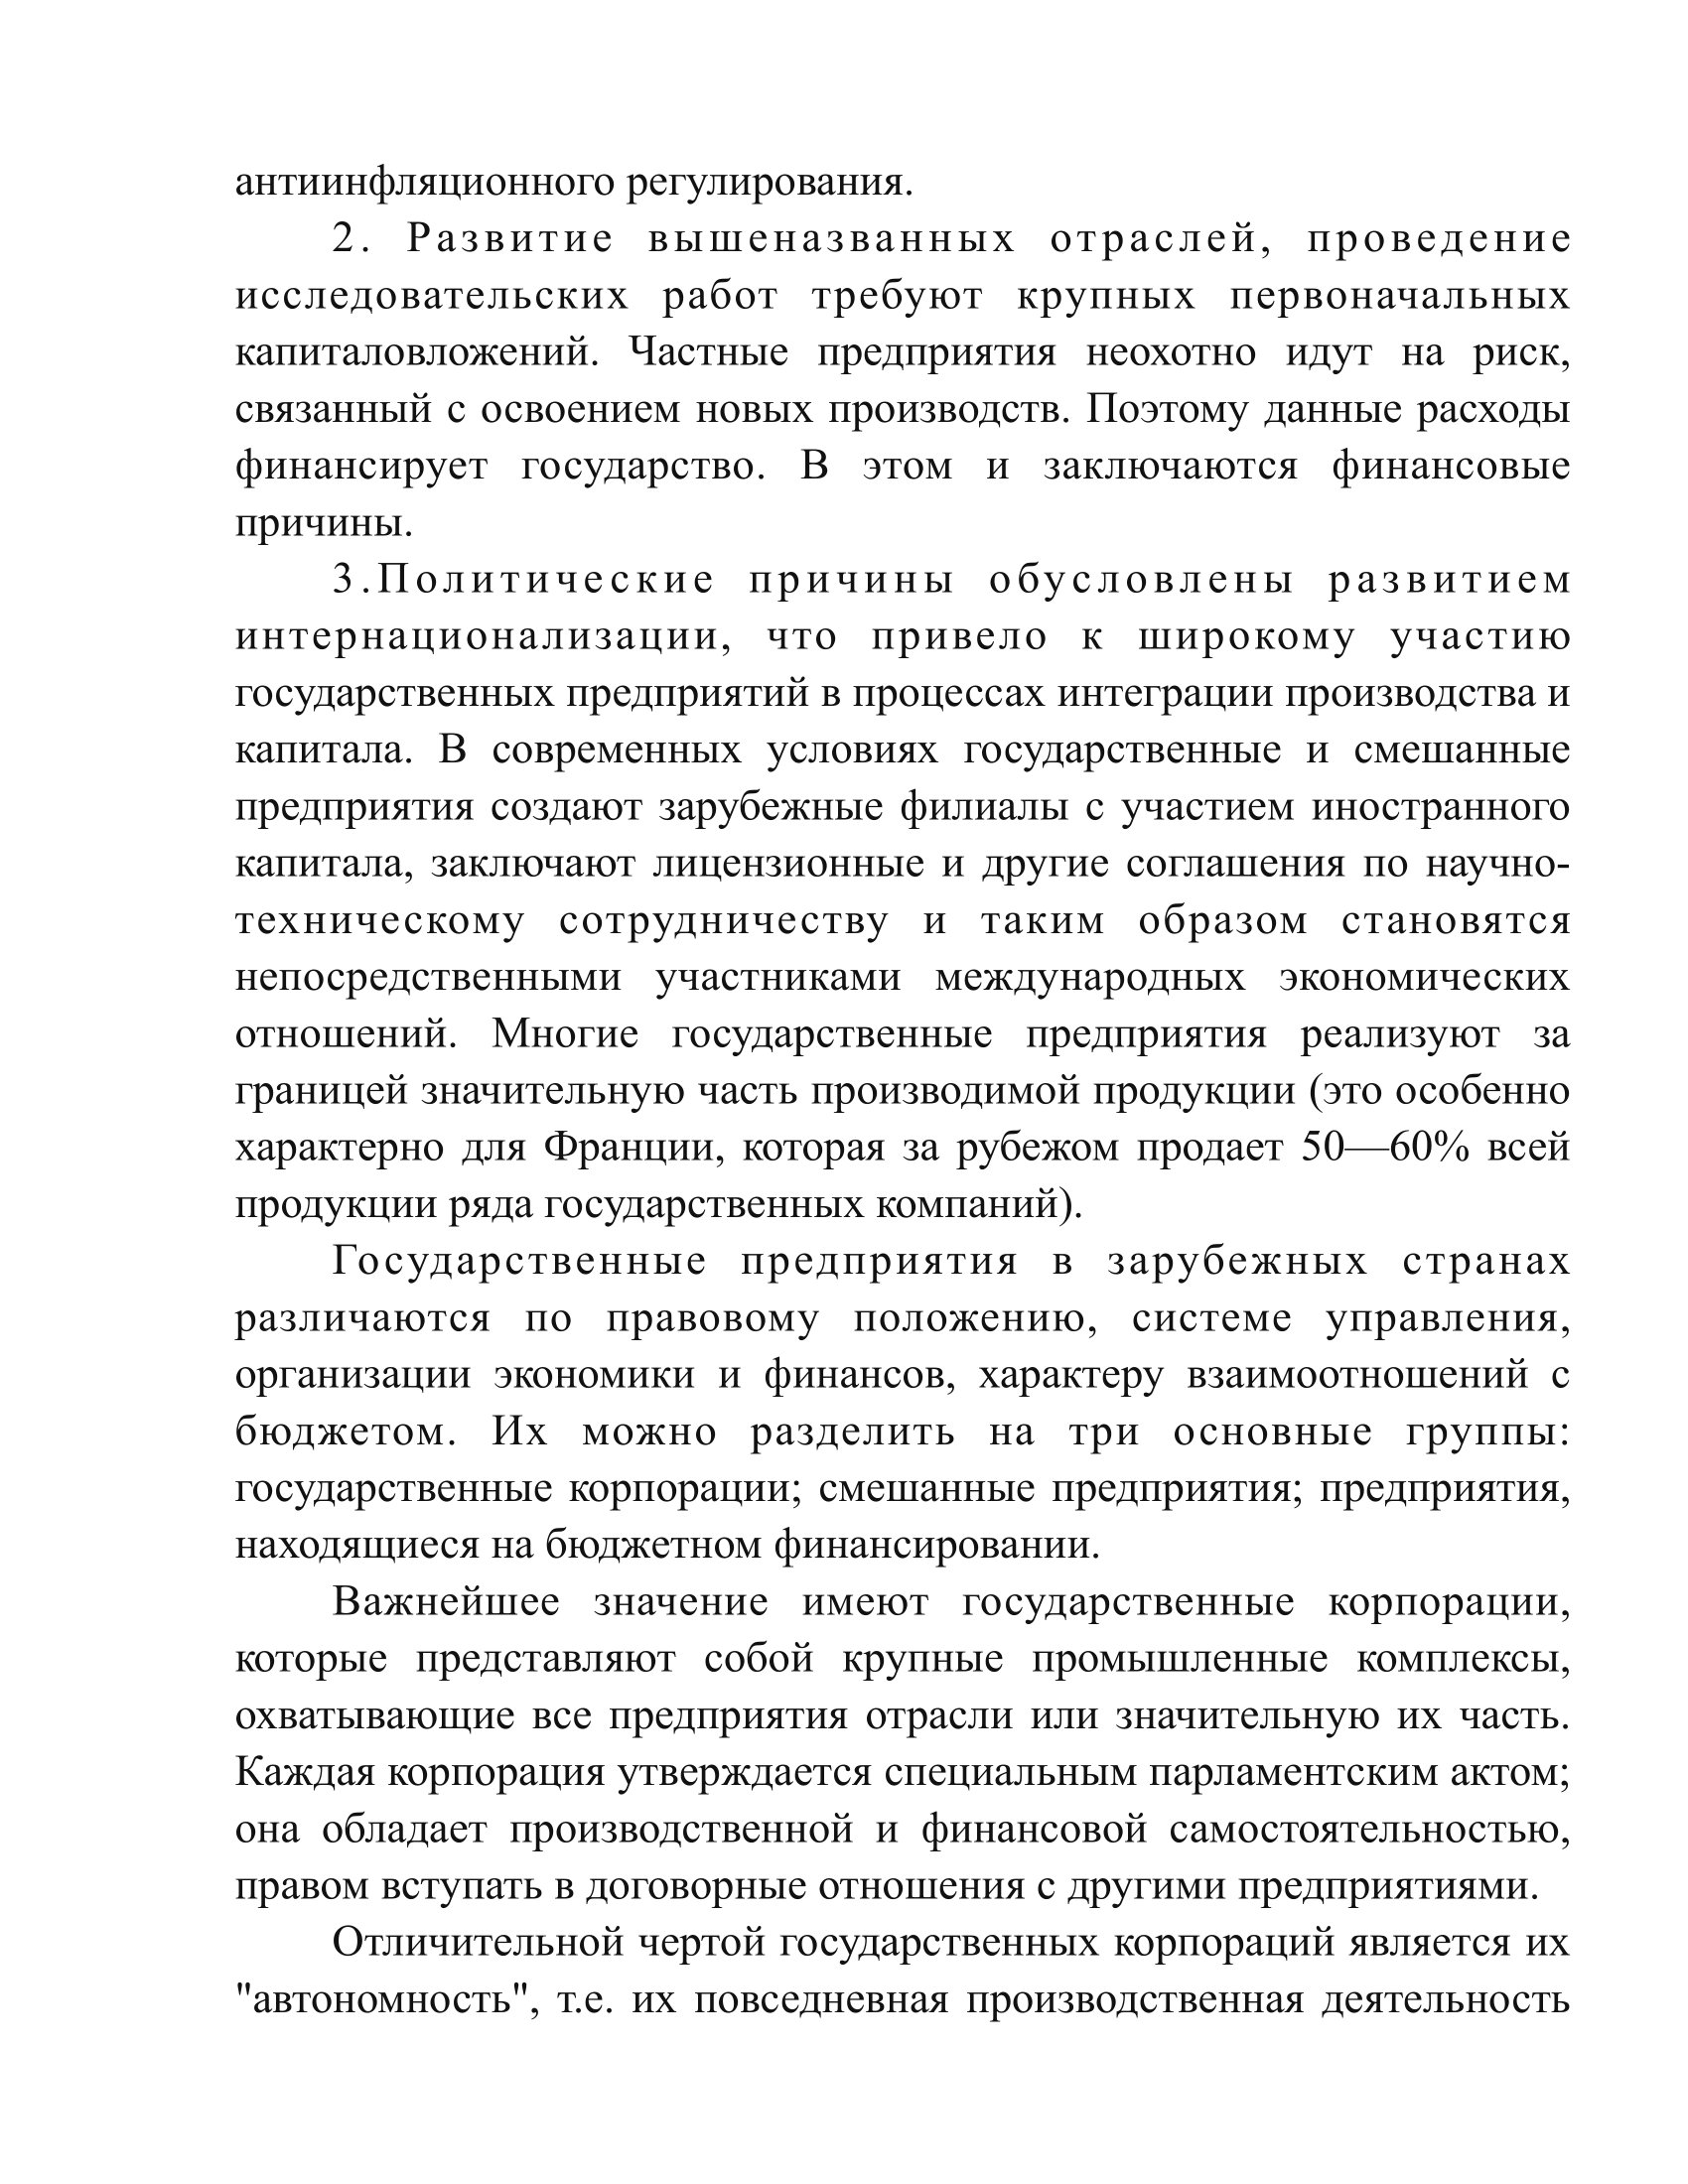 антиинфляционного регулирования.
2. Развитие вышеназванных отраслей, проведение
исследовательских работ требуют крупных первоначальных
капиталовложений. Частные предприятия неохотно идут на риск,
связанный с освоением новых производств. Поэтому данные расходы
финансирует государство. В этом и заключаются финансовые
причины.
3.Политические причины обусловлены развитием
интернационализации, что привело к широкому участию
государственных предприятий в процессах интеграции производства и
капитала. В современных условиях государственные и смешанные
предприятия создают зарубежные филиалы с участием иностранного
капитала, заключают лицензионные и другие соглашения по научно-
техническому сотрудничеству и таким образом становятся
непосредственными участниками международных экономических
отношений. Многие государственные предприятия реализуют за
границей значительную часть производимой продукции (это особенно
характерно для Франции, которая за рубежом продает 50—60% всей
продукции ряда государственных компаний).
Государственные предприятия в зарубежных странах
различаются по правовому положению, системе управления,
организации экономики и финансов, характеру взаимоотношений с
бюджетом. Их можно разделить на три основные группы:
государственные корпорации; смешанные предприятия; предприятия,
находящиеся на бюджетном финансировании.
Важнейшее значение имеют государственные корпорации,
которые представляют собой крупные промышленные комплексы,
охватывающие все предприятия отрасли или значительную их часть.
Каждая корпорация утверждается специальным парламентским актом;
она обладает производственной и финансовой самостоятельностью,
правом вступать в договорные отношения с другими предприятиями.
Отличительной чертой государственных корпораций является их
"автономность", т.е. их повседневная производственная деятельность